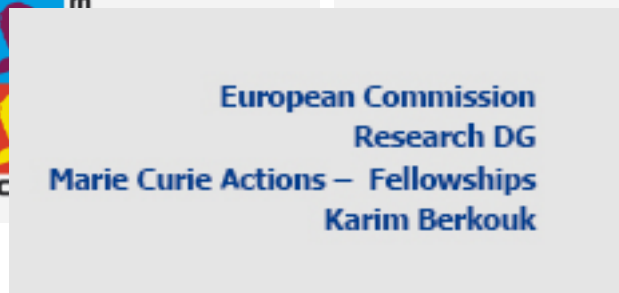 m
European Commission
Research DG
Marie Curie Actions – Fellowships
Karim Berkouk